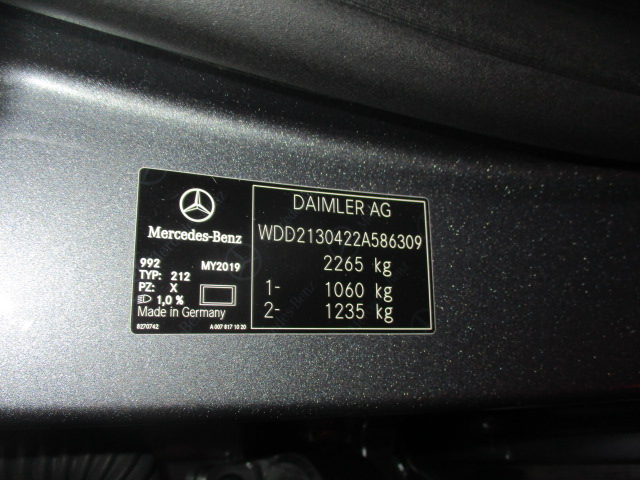 Mercedes-Benz
992 MY2019
TYP: 212
PZ: X
1,0 %
Made in Germany
8270742 A 007 817 10 20
DAIMLER AG
WDD2130422A586309
2265 kg
1- 1060 kg
2- 1235 kg